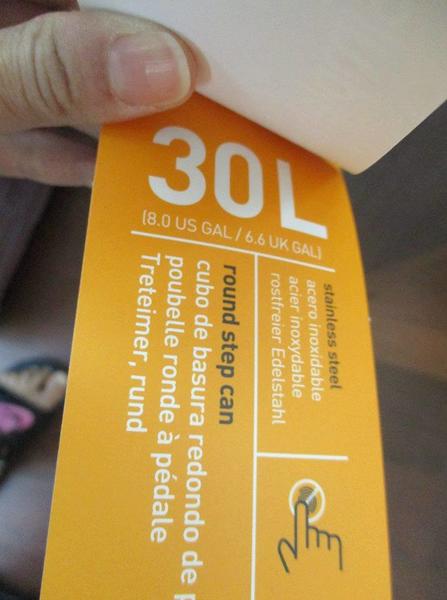 30 L
(8.0 US GAL / 6.6 UK GAL)
stainless steel
acero inoxidable
acier inoxydable
rostfreier Edelstahl
round step can
cubo de basura redondo de
poubelle ronde à pédale
Treteimer, rund